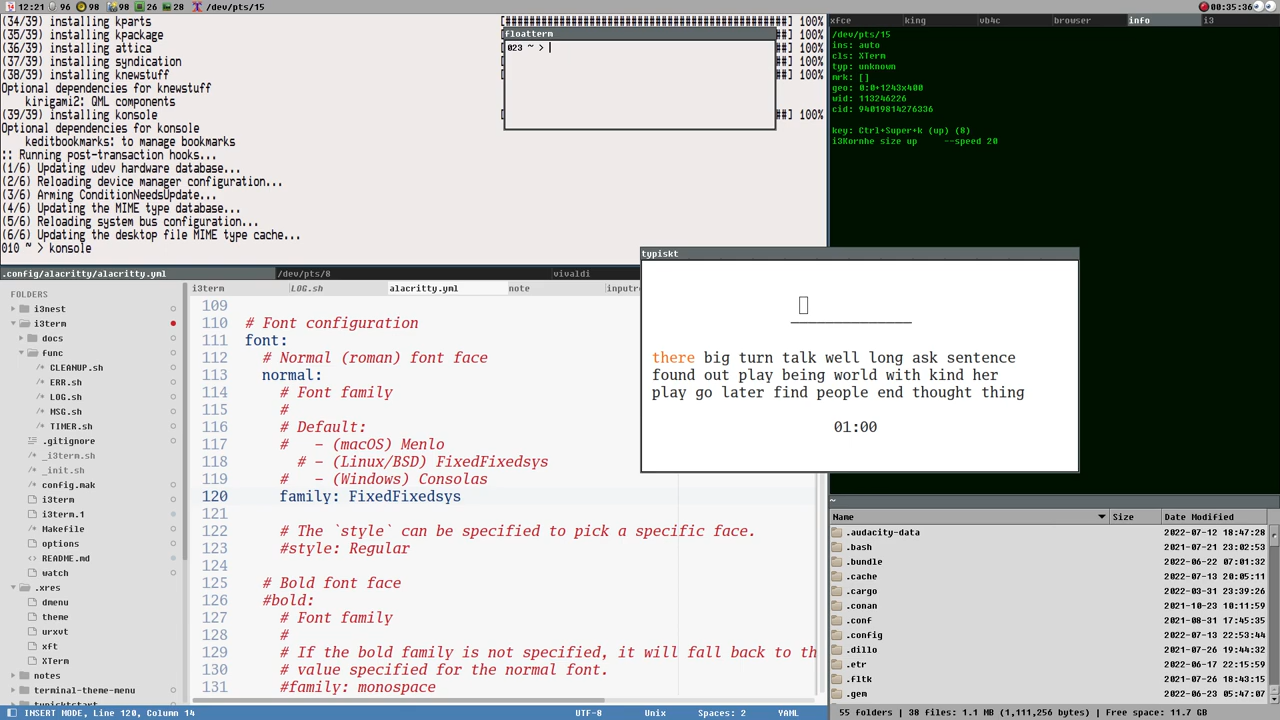 12:21 96 98 98 26 28 /dev/pts/15
00:35:36
(34/39) installing kparts
(35/39) installing kpackage
(36/39) installing attica
(37/39) installing syndication
(38/39) installing knewstuff
Optional dependencies for knewstuff
kirigami2: QML components
(39/39) installing konsole
Optional dependencies for konsole
keditbookmarks: to manage bookmarks
:: Running post-transaction hooks...
(1/6) Updating udev hardware database...
(2/6) Reloading device manager configuration...
(3/6) Arming ConditionNeedsUpdate...
(4/6) Updating the MIME type database...
(5/6) Reloading system bus configuration...
(6/6) Updating the desktop file MIME type cache...
010 ~ > konsole
100%
100%
100%
100%
100%
100%
floatterm
023 ~ >
xfce king vb4c browser info i3
/dev/pts/15
ins: auto
cls: XTerm
typ: unknown
mrk: []
geo: 0:0+1243x400
wid: 113246226
cid: 94019814276336
key: Ctrl+Super+k (up) (8)
i3Kornhe size up --speed 20
typiskt
there big turn talk well long ask sentence
found out play being world with kind her
play go later find people end thought thing
01:00
.config/alacritty/alacritty.yml /dev/pts/8 vivaldi
FOLDERS
i3nest
i3term
docs
func
CLEANUP.sh
ERR.sh
LOG.sh
MSG.sh
TIMER.sh
.gitignore
_i3term.sh
_init.sh
config.mak
i3term
i3term.1
Makefile
options
README.md
watch
.xres
dmenu
theme
urxvt
xft
XTerm
notes
terminal-theme-menu
i3term LOG.sh alacritty.yml note inputrc
109
110 # Font configuration
111 font:
112 # Normal (roman) font face
113 normal:
114 # Font family
115 #
116 # Default:
117 # - (macOS) Menlo
118 # - (Linux/BSD) FixedFixedsys
119 # - (Windows) Consolas
120 family: FixedFixedsys
121
122 # The `style` can be specified to pick a specific face.
123 #style: Regular
124
125 # Bold font face
126 #bold:
127 # Font family
128 #
129 # If the bold family is not specified, it will fall back to th
130 # value specified for the normal font.
131 #family: monospace
INSERT MODE, Line 120, Column 14 UTF-8 Unix Spaces: 2 YAML
~
Name Size Date Modified
.audacity-data 2022-07-12 18:47:28
.bash 2021-07-21 23:02:53
.bundle 2022-06-22 07:01:32
.cache 2022-07-13 20:05:11
.cargo 2022-03-31 23:39:26
.conan 2021-10-23 10:11:59
.conf 2021-08-31 17:45:35
.config 2022-07-13 22:53:44
.dillo 2021-07-26 29:44:32
.etr 2022-06-17 22:15:59
.fltk 2021-07-26 18:43:15
.gem 2022-06-23 05:47:07
55 folders | 38 files: 1.1 MB (1,111,256 bytes) | Free space: 11.7 GB